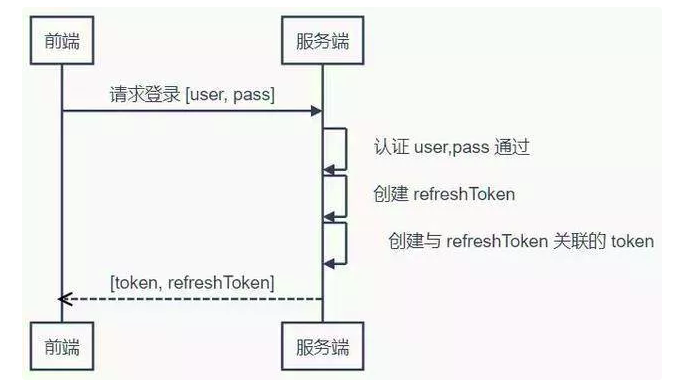 前端
服务端
请求登录 [user, pass]
认证 user,pass 通过
创建 refreshToken
创建与 refreshToken 关联的 token
[token, refreshToken]
前端
服务端